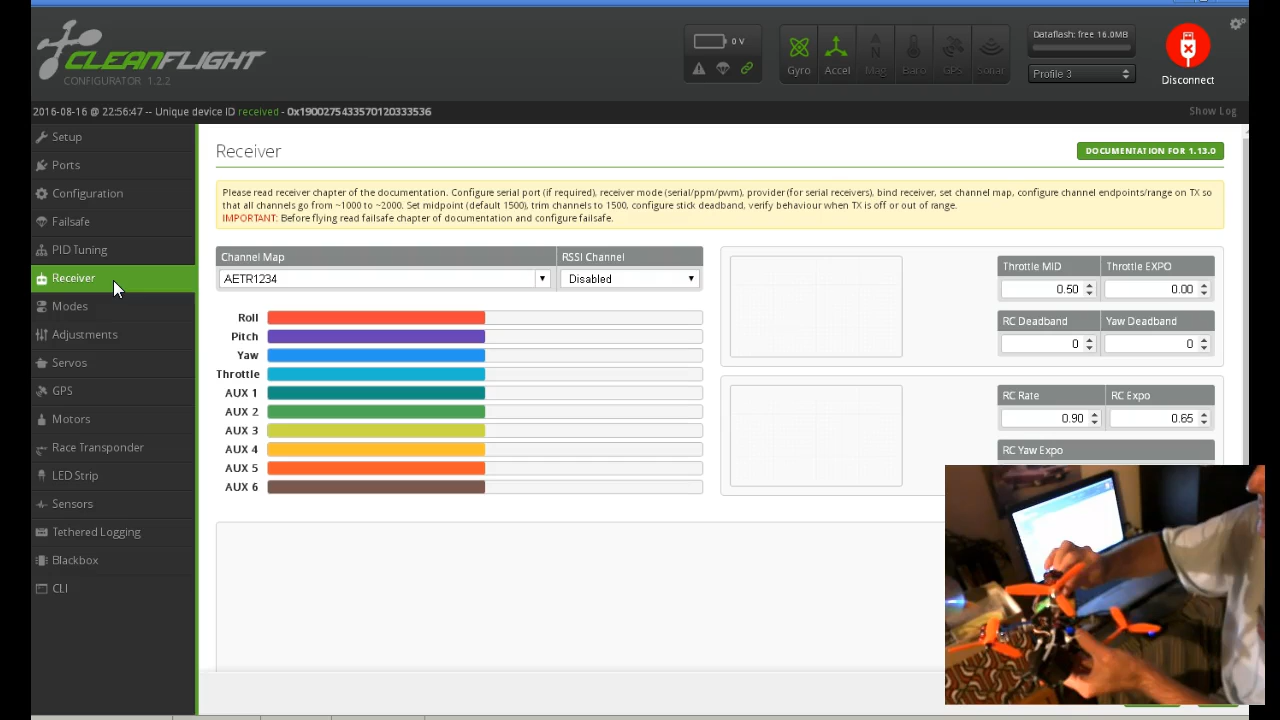 CLEANFLIGHT
CONFIGURATOR 1.2.2
0 V
Gyro Accel Mag Baro GPS Sonar
Dataflash: free 16.0MB
Profile 3
Disconnect
2016-08-16 @ 22:56:47 -- Unique device ID received - 0x1900275433570120333536
Show Log
Setup
Ports
Configuration
Failsafe
PID Tuning
Receiver
Modes
Adjustments
Servos
GPS
Motors
Race Transponder
LED Strip
Sensors
Tethered Logging
Blackbox
CLI
Receiver
DOCUMENTATION FOR 1.13.0
Please read receiver chapter of the documentation. Configure serial port (if required), receiver mode (serial/ppm/pwm), provider (for serial receivers), bind receiver, set channel map, configure channel endpoints/range on TX so
that all channels go from ~1000 to ~2000. Set midpoint (default 1500), trim channels to 1500, configure stick deadband, verify behaviour when TX is off or out of range.
IMPORTANT: Before flying read failsafe chapter of documentation and configure failsafe.
Channel Map RSSI Channel
AETR1234 Disabled
Roll
Pitch
Yaw
Throttle
AUX 1
AUX 2
AUX 3
AUX 4
AUX 5
AUX 6
Throttle MID Throttle EXPO
0.50 0.00
RC Deadband Yaw Deadband
0 0
RC Rate RC Expo
0.90 0.65
RC Yaw Expo